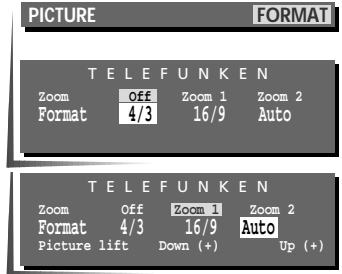 PICTURE FORMAT
TELEFUNKEN
Zoom Off Zoom 1 Zoom 2
Format 4/3 16/9 Auto
TELEFUNKEN
Zoom Off Zoom 1 Zoom 2
Format 4/3 16/9 Auto
Picture lift Down (+) Up (+)